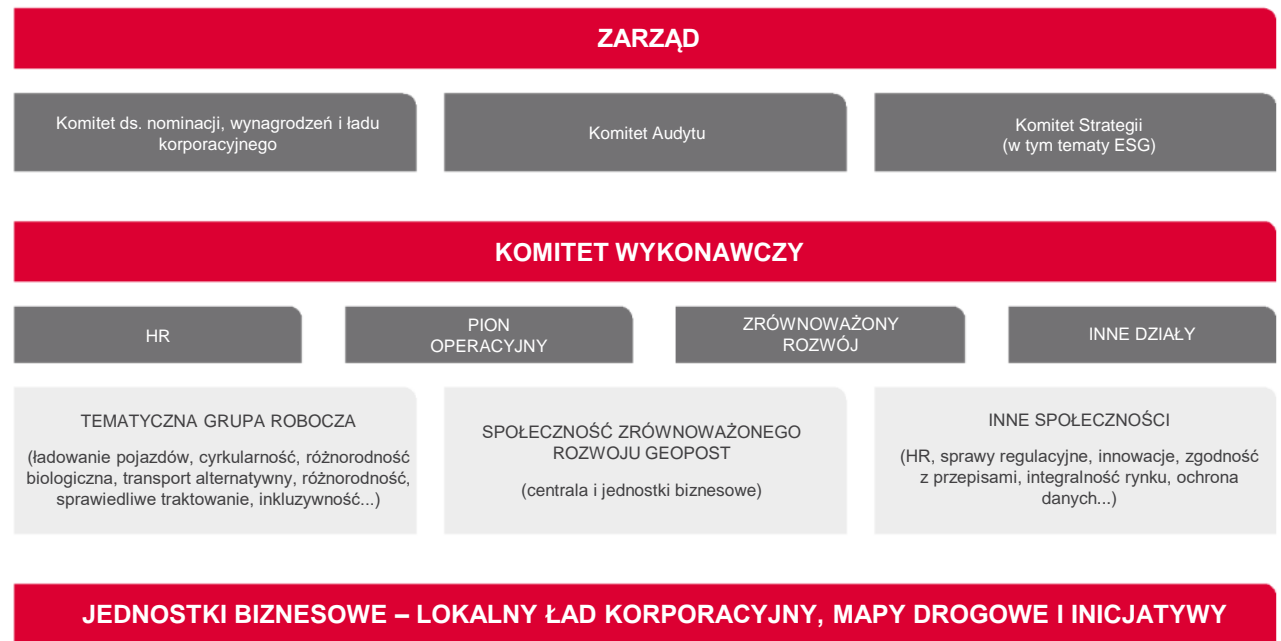 ZARZĄD
Komitet ds. nominacji, wynagrodzeń i ładu
korporacyjnego
Komitet Audytu
Komitet Strategii
(w tym tematy ESG)
KOMITET WYKONAWCZY
HR
PION
OPERACYJNY
ZRÓWNOWAŻONY
ROZWÓJ
INNE DZIAŁY
TEMATYCZNA GRUPA ROBOCZA
(ładowanie pojazdów, cyrkularność, różnorodność
biologiczna, transport alternatywny, różnorodność,
sprawiedliwe traktowanie, inkluzywność...)
SPOŁECZNOŚĆ ZRÓWNOWAŻONEGO
ROZWOJU GEOPOST
(centrala i jednostki biznesowe)
INNE SPOŁECZNOŚCI
(HR, sprawy regulacyjne, innowacje, zgodność
z przepisami, integralność rynku, ochrona
danych...)
JEDNOSTKI BIZNESOWE – LOKALNY ŁAD KORPORACYJNY, MAPY DROGOWE I INICJATYWY